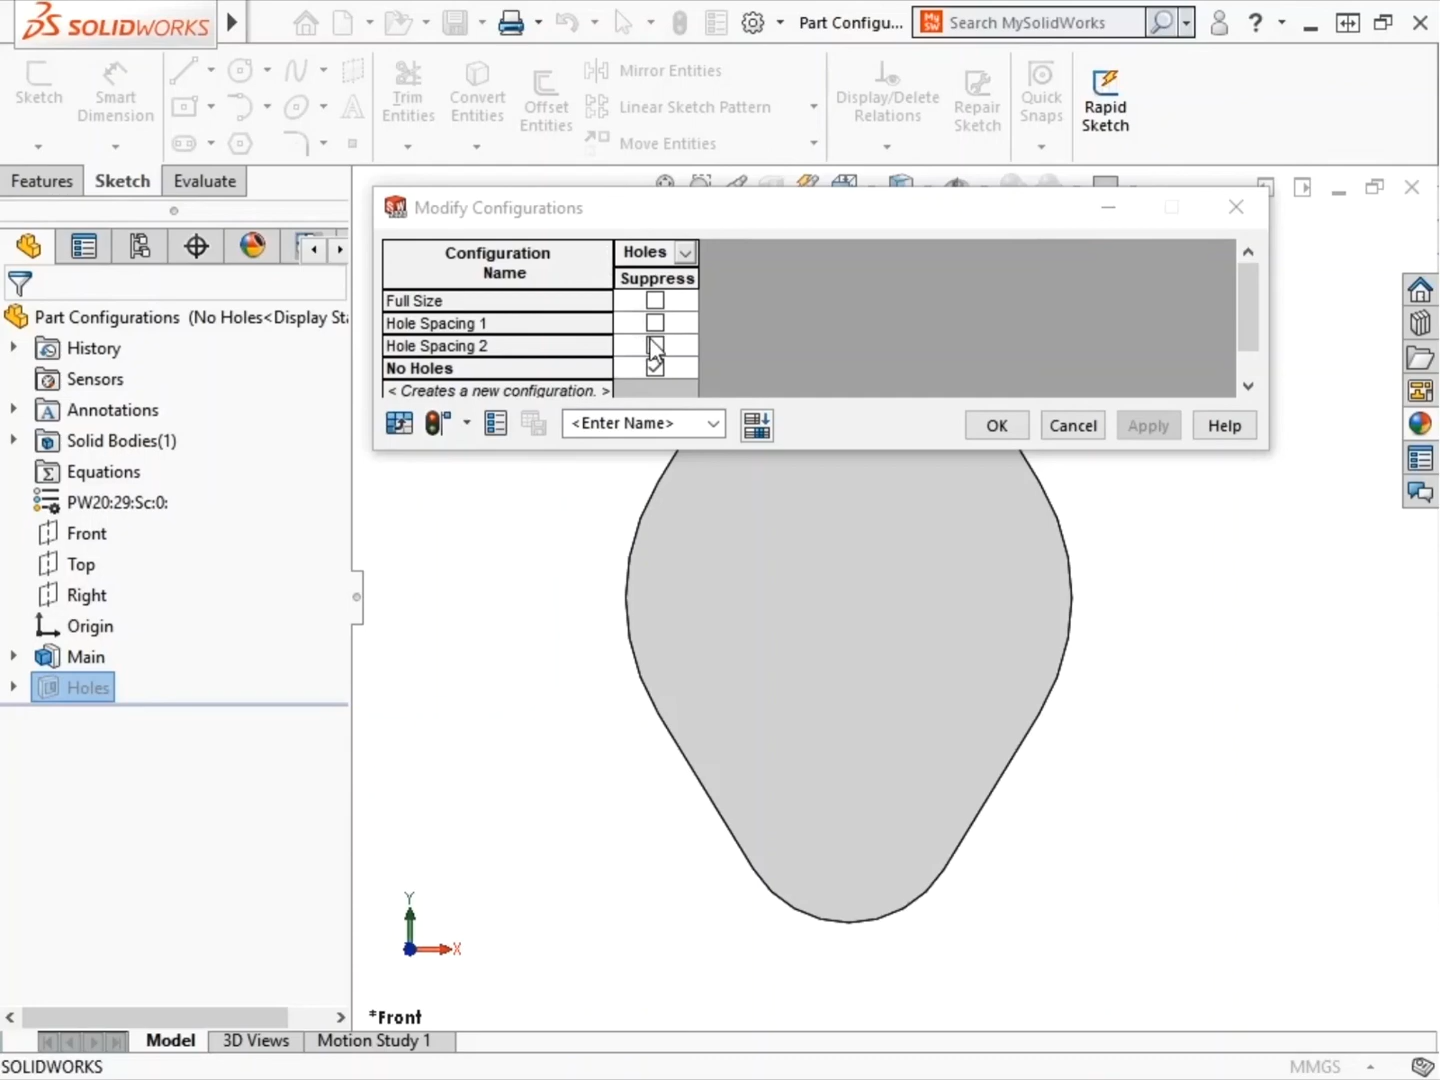 SOLIDWORKS
Part Configu...
Search MySolidWorks
Sketch
Smart Dimension
Trim Entities
Convert Entities
Offset Entities
Mirror Entities
Linear Sketch Pattern
Move Entities
Display/Delete Relations
Repair Sketch
Quick Snaps
Rapid Sketch
Features
Sketch
Evaluate
Modify Configurations
Configuration Name
Holes
Suppress
Full Size
Hole Spacing 1
Hole Spacing 2
No Holes
< Creates a new configuration. >
<Enter Name>
OK
Cancel
Apply
Help
Part Configurations (No Holes<Display Sta
History
Sensors
Annotations
Solid Bodies(1)
Equations
PW20:29:Sc:0:
Front
Top
Right
Origin
Main
Holes
Y
X
*Front
Model
3D Views
Motion Study 1
SOLIDWORKS
MMGS